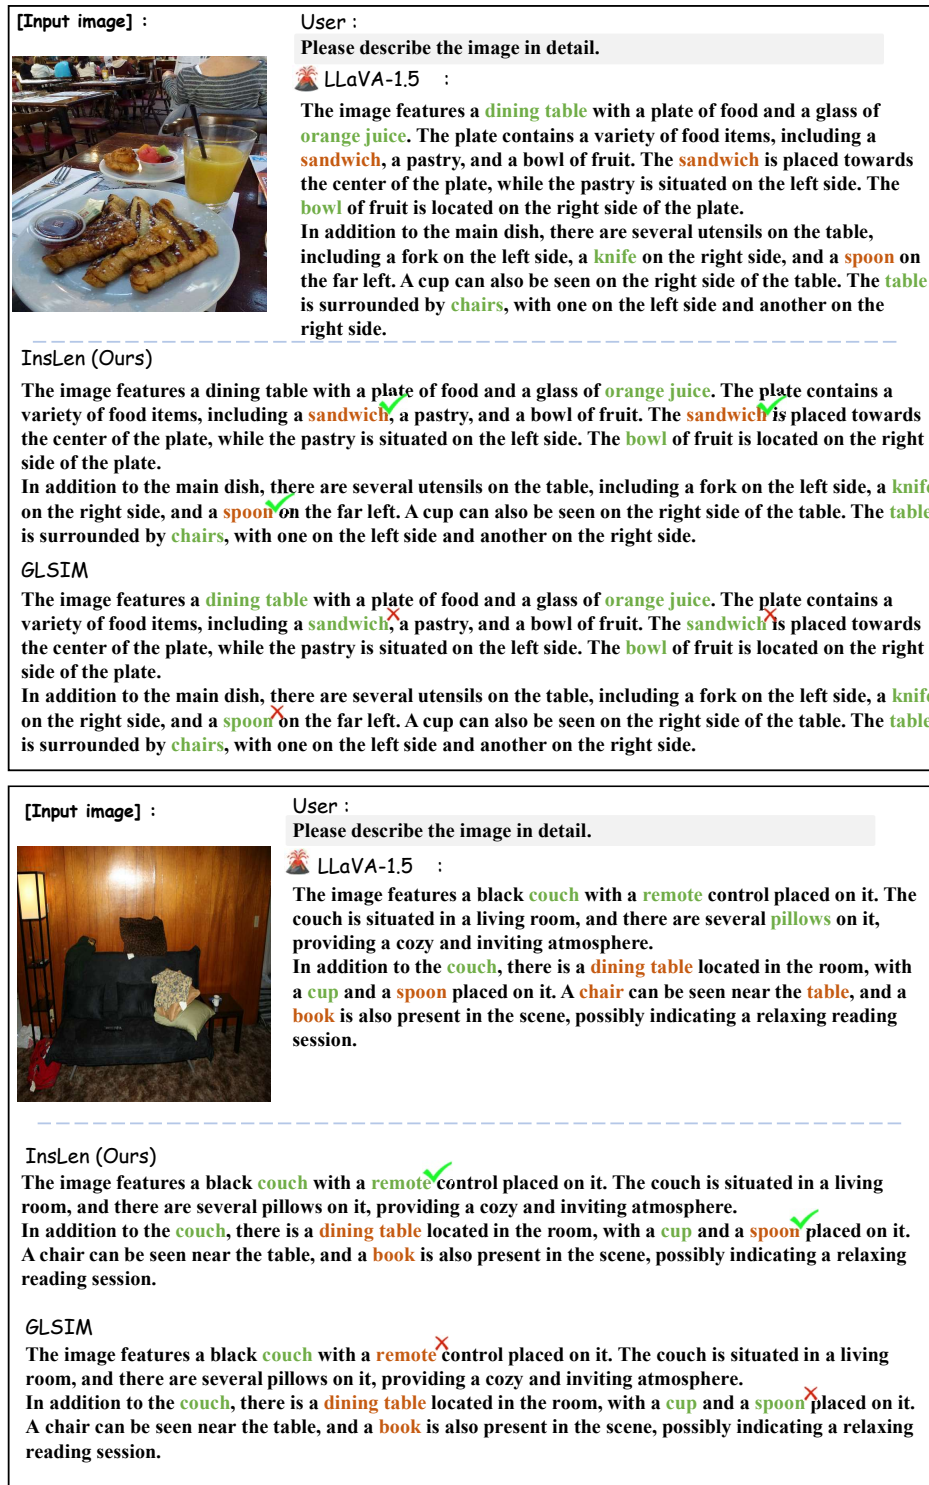 [Input image] :
User :
Please describe the image in detail.
LLaVA-1.5 :
The image features a dining table with a plate of food and a glass of
orange juice. The plate contains a variety of food items, including a
sandwich, a pastry, and a bowl of fruit. The sandwich is placed towards
the center of the plate, while the pastry is situated on the left side. The
bowl of fruit is located on the right side of the plate.
In addition to the main dish, there are several utensils on the table,
including a fork on the left side, a knife on the right side, and a spoon on
the far left. A cup can also be seen on the right side of the table. The table
is surrounded by chairs, with one on the left side and another on the
right side.
InsLen (Ours)
The image features a dining table with a plate of food and a glass of orange juice. The plate contains a
variety of food items, including a sandwich, a pastry, and a bowl of fruit. The sandwich is placed towards
the center of the plate, while the pastry is situated on the left side. The bowl of fruit is located on the right
side of the plate.
In addition to the main dish, there are several utensils on the table, including a fork on the left side, a knife
on the right side, and a spoon on the far left. A cup can also be seen on the right side of the table. The table
is surrounded by chairs, with one on the left side and another on the right side.
GLSIM
The image features a dining table with a plate of food and a glass of orange juice. The plate contains a
variety of food items, including a sandwich, a pastry, and a bowl of fruit. The sandwich is placed towards
the center of the plate, while the pastry is situated on the left side. The bowl of fruit is located on the right
side of the plate.
In addition to the main dish, there are several utensils on the table, including a fork on the left side, a knife
on the right side, and a spoon on the far left. A cup can also be seen on the right side of the table. The table
is surrounded by chairs, with one on the left side and another on the right side.
[Input image] :
User :
Please describe the image in detail.
LLaVA-1.5 :
The image features a black couch with a remote control placed on it. The
couch is situated in a living room, and there are several pillows on it,
providing a cozy and inviting atmosphere.
In addition to the couch, there is a dining table located in the room, with
a cup and a spoon placed on it. A chair can be seen near the table, and a
book is also present in the scene, possibly indicating a relaxing reading
session.
InsLen (Ours)
The image features a black couch with a remote control placed on it. The couch is situated in a living
room, and there are several pillows on it, providing a cozy and inviting atmosphere.
In addition to the couch, there is a dining table located in the room, with a cup and a spoon placed on it.
A chair can be seen near the table, and a book is also present in the scene, possibly indicating a relaxing
reading session.
GLSIM
The image features a black couch with a remote control placed on it. The couch is situated in a living
room, and there are several pillows on it, providing a cozy and inviting atmosphere.
In addition to the couch, there is a dining table located in the room, with a cup and a spoon placed on it.
A chair can be seen near the table, and a book is also present in the scene, possibly indicating a relaxing
reading session.